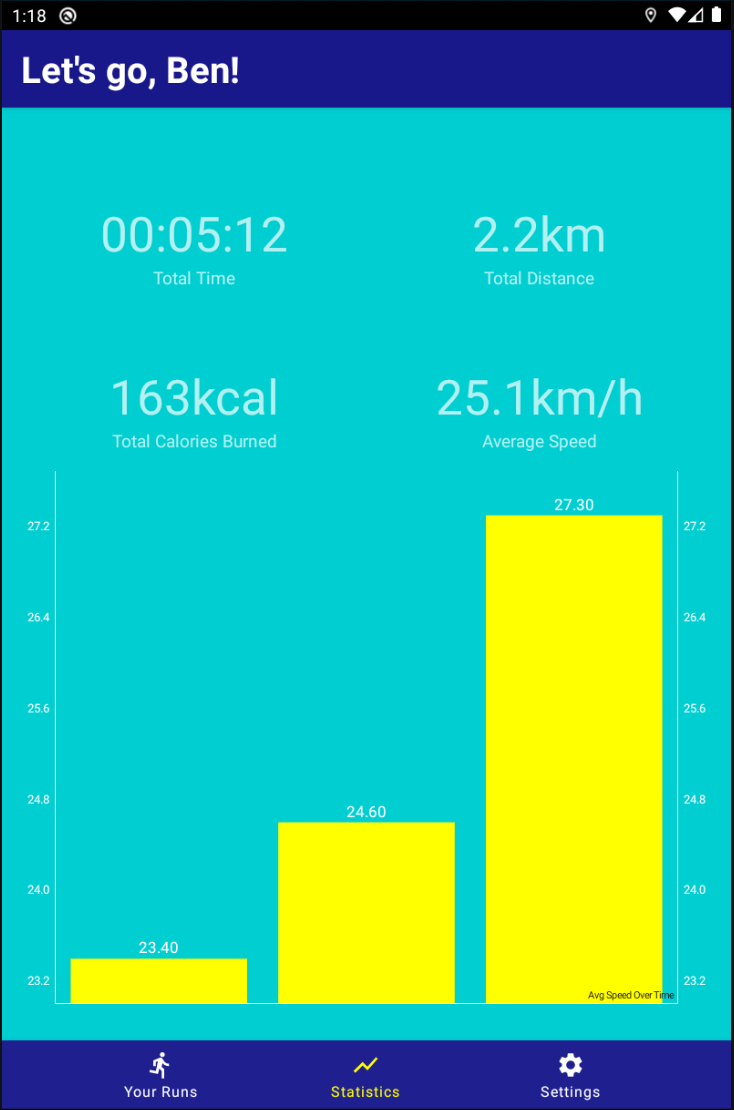 1:18
Let's go, Ben!
00:05:12
Total Time
2.2km
Total Distance
163kcal
Total Calories Burned
25.1km/h
Average Speed
27.30
27.2
27.2
26.4
26.4
25.6
25.6
24.8
24.8
24.60
24.0
24.0
23.40
23.2
23.2
Avg Speed Over Time
Your Runs
Statistics
Settings